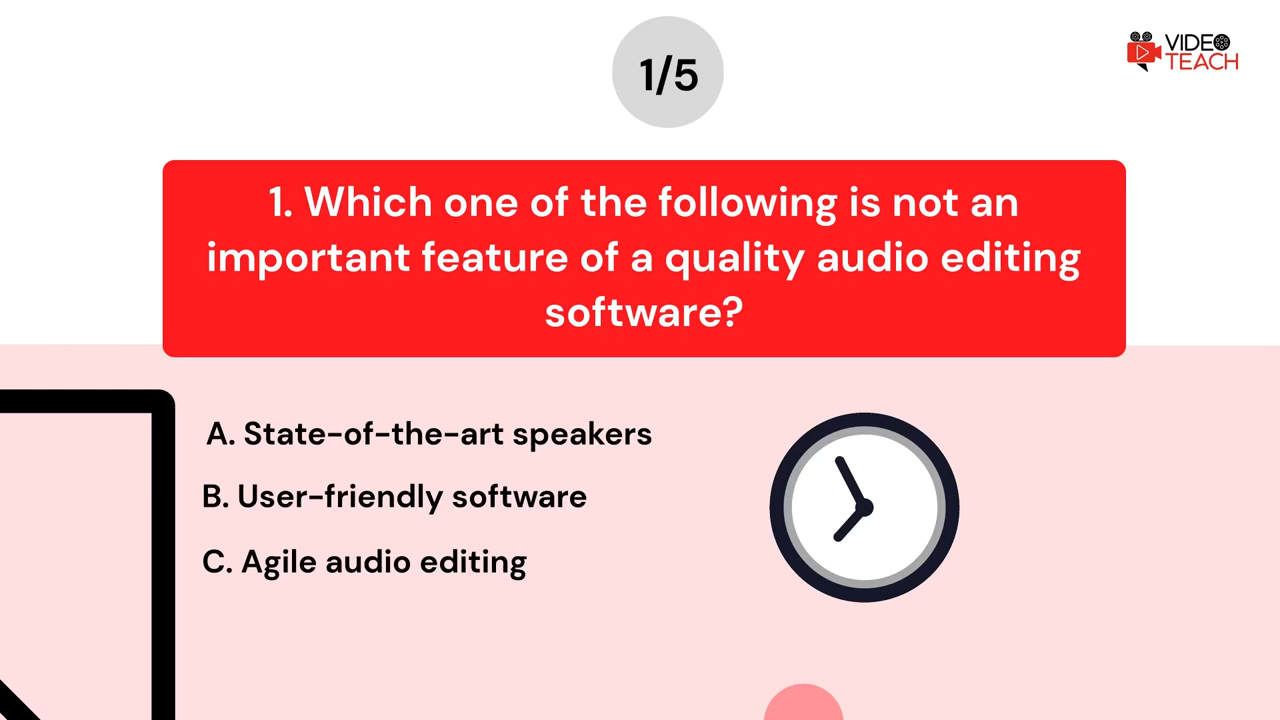 1/5
VIDEO
TEACH
1. Which one of the following is not an
important feature of a quality audio editing
software?
A. State-of-the-art speakers
B. User-friendly software
C. Agile audio editing